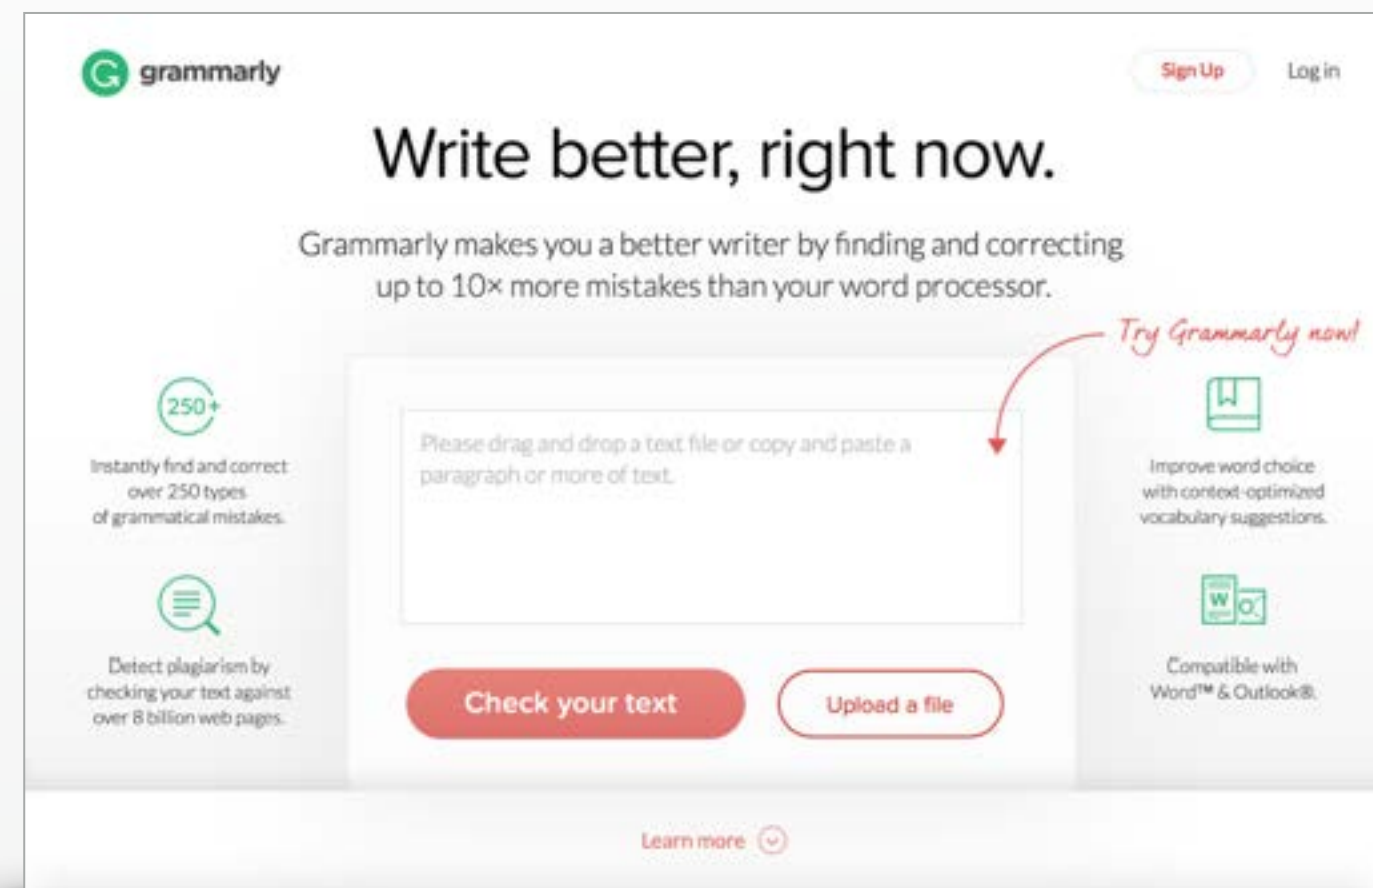 grammarly
Sign Up
Log in
Write better, right now.
Grammarly makes you a better writer by finding and correcting
up to 10× more mistakes than your word processor.
Try Grammarly now!
250+
Instantly find and correct
over 250 types
of grammatical mistakes.
Detect plagiarism by
checking your text against
over 8 billion web pages.
Please drag and drop a text file or copy and paste a
paragraph or more of text.
Check your text
Upload a file
Improve word choice
with context-optimized
vocabulary suggestions.
W
Compatible with
Word™ & Outlook®.
Learn more